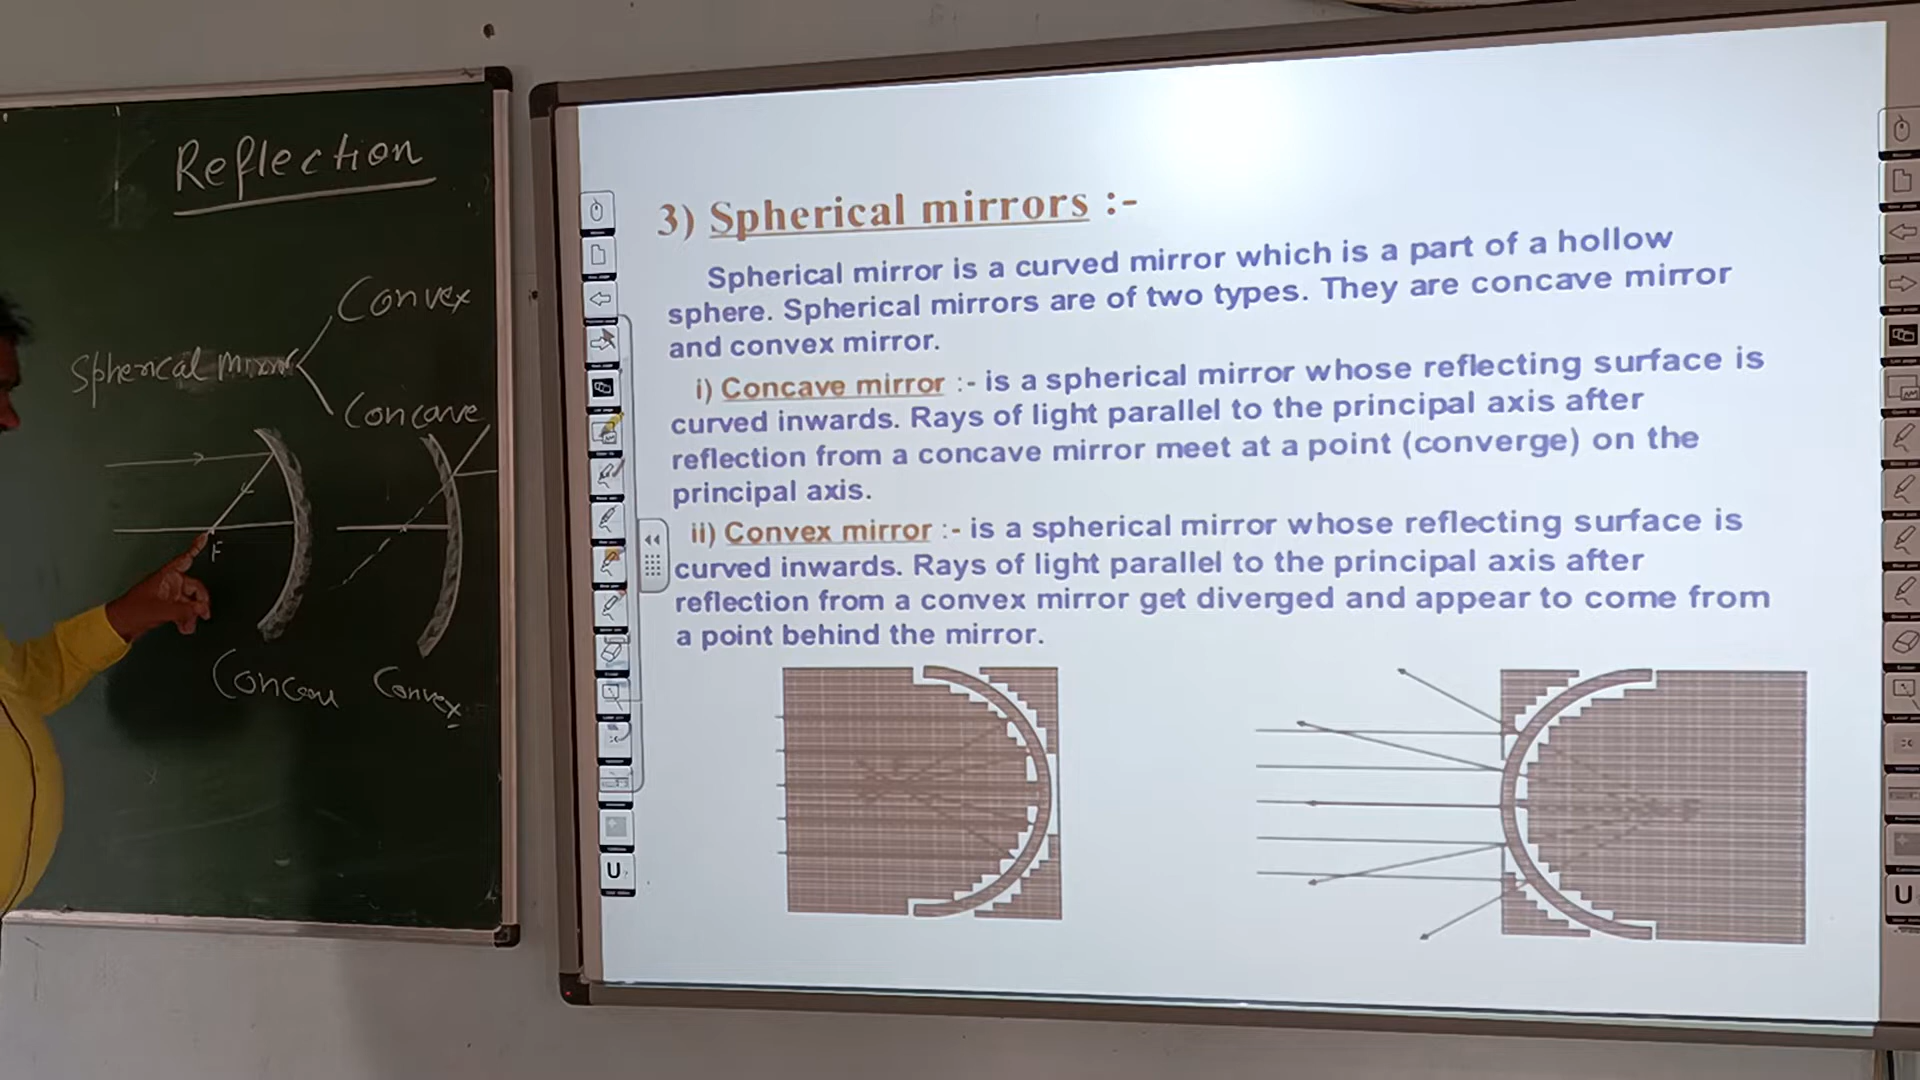 Reflection
Convex
Spherical Mirror
Concave
F
Concave
Convex
3) Spherical mirrors :-
Spherical mirror is a curved mirror which is a part of a hollow
sphere. Spherical mirrors are of two types. They are concave mirror
and convex mirror.
i) Concave mirror :- is a spherical mirror whose reflecting surface is
curved inwards. Rays of light parallel to the principal axis after
reflection from a concave mirror meet at a point (converge) on the
principal axis.
ii) Convex mirror :- is a spherical mirror whose reflecting surface is
curved inwards. Rays of light parallel to the principal axis after
reflection from a convex mirror get diverged and appear to come from
a point behind the mirror.